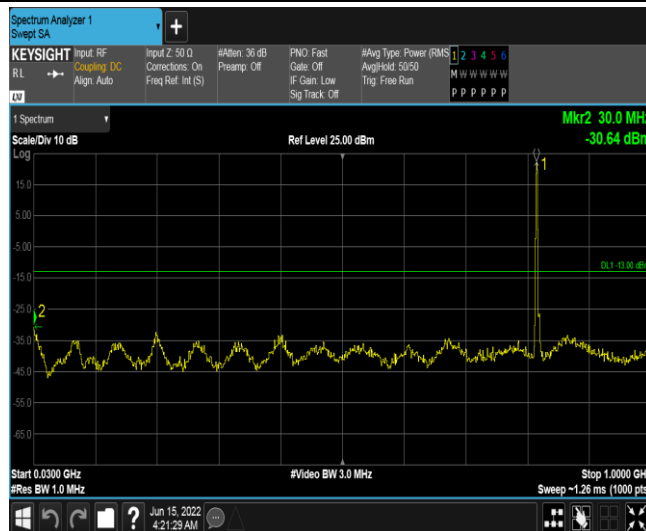 Spectrum Analyzer 1
Swept SA
+
KEYSIGHT
RL
Input: RF
Coupling: DC
Align: Auto
Input Z: 50 Ω
Corrections: On
Freq Ref: Int (S)
#Atten: 36 dB
Preamp: Off
PNO: Fast
Gate: Off
IF Gain: Low
Sig Track: Off
#Avg Type: Power (RMS
Avg|Hold: 50/50
Trig: Free Run
1 2 3 4 5 6
M W W W W W
P P P P P P
1 Spectrum
Scale/Div 10 dB
Ref Level 25.00 dBm
Mkr2 30.0 MHz
-30.64 dBm
Log
15.0
5.00
-5.00
-15.0
-25.0
-35.0
-45.0
-55.0
-65.0
1
2
DL1 -13.00 dBm
Start 0.0300 GHz
#Res BW 1.0 MHz
#Video BW 3.0 MHz
Stop 1.0000 GHz
Sweep ~1.26 ms (1000 pts
?
Jun 15, 2022
4:21:29 AM